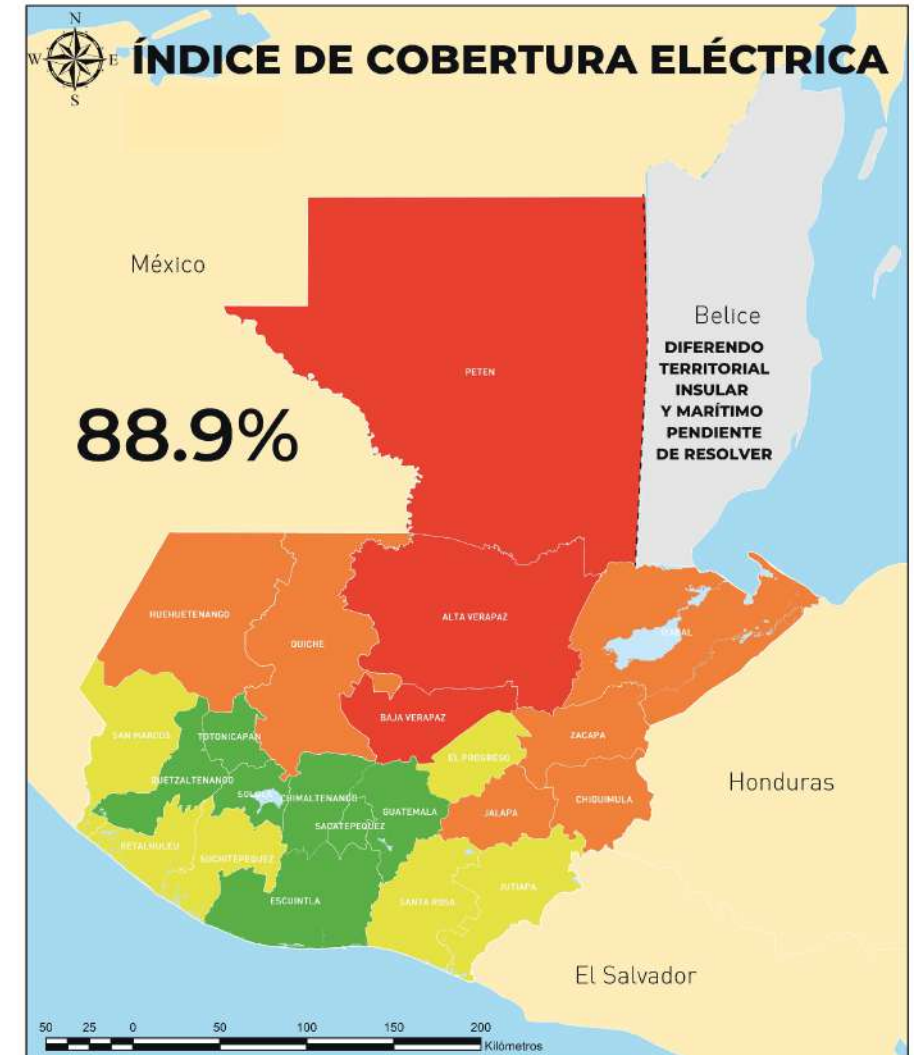 N
W E
S
ÍNDICE DE COBERTURA ELÉCTRICA
México
Belice
DIFERENDO
TERRITORIAL
INSULAR
Y MARÍTIMO
PENDIENTE
DE RESOLVER
PETEN
88.9%
HUEHUETENANGO
QUICHE
ALTA VERAPAZ
IZABAL
BAJA VERAPAZ
SAN MARCOS
TOTONICAPAN
ZACAPA
EL PROGRESO
QUETZALTENANGO
SOLOLA
CHIMALTENANGO
GUATEMALA
Honduras
CHIQUIMULA
JALAPA
SACATEPEQUEZ
RETALHULEU
SUCHITEPEQUEZ
JUTIAPA
ESCUINTLA
SANTA ROSA
El Salvador
50 25 0 50 100 150 200
Kilómetros